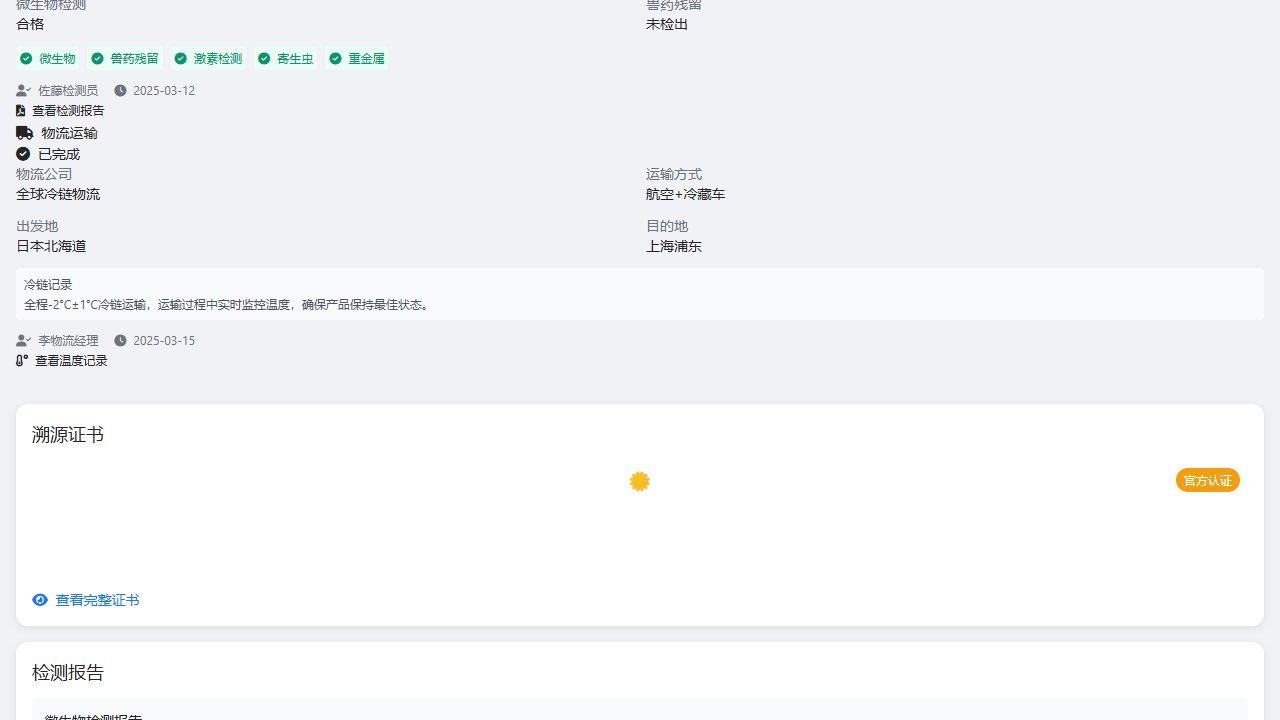 微生物检测
兽药残留
合格
未检出
微生物 兽药残留 激素检测 寄生虫 重金属
佐藤检测员 2025-03-12
查看检测报告
物流运输
已完成
物流公司
运输方式
全球冷链物流
航空+冷藏车
出发地
目的地
日本北海道
上海浦东
冷链记录
全程-2°C±1°C冷链运输，运输过程中实时监控温度，确保产品保持最佳状态。
李物流经理 2025-03-15
查看温度记录
溯源证书
官方认证
查看完整证书
检测报告
微生物检测报告